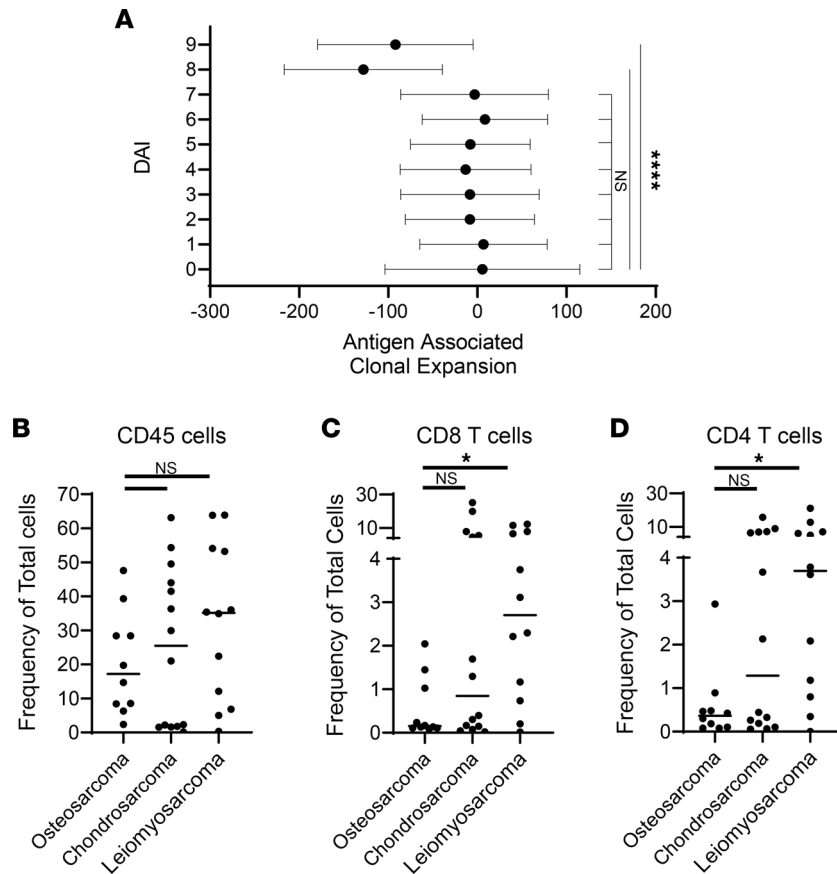 A
DAI
9
8
7
6
5
4
3
2
1
0
NS
****
-300 -200 -100 0 100 200
Antigen Associated
Clonal Expansion
B
CD45 cells
NS
Frequency of Total cells
70
60
50
40
30
20
10
0
Osteosarcoma
Chondrosarcoma
Leiomyosarcoma
C
CD8 T cells
*
NS
Frequency of Total Cells
30
10
4
3
2
1
0
Osteosarcoma
Chondrosarcoma
Leiomyosarcoma
D
CD4 T cells
*
NS
Frequency of Total Cells
30
10
4
3
2
1
0
Osteosarcoma
Chondrosarcoma
Leiomyosarcoma